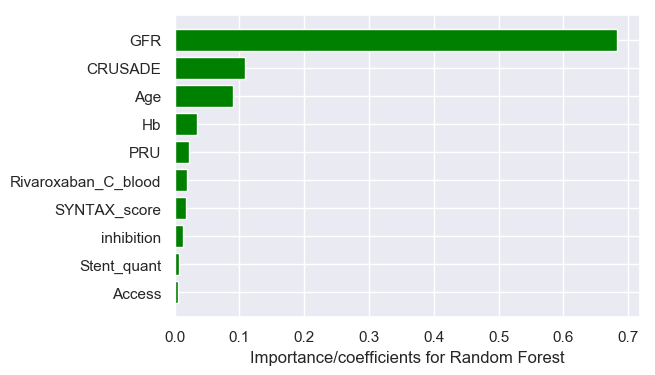 GFR
CRUSADE
Age
Hb
PRU
Rivaroxaban_C_blood
SYNTAX_score
inhibition
Stent_quant
Access
0.0 0.1 0.2 0.3 0.4 0.5 0.6 0.7
Importance/coefficients for Random Forest